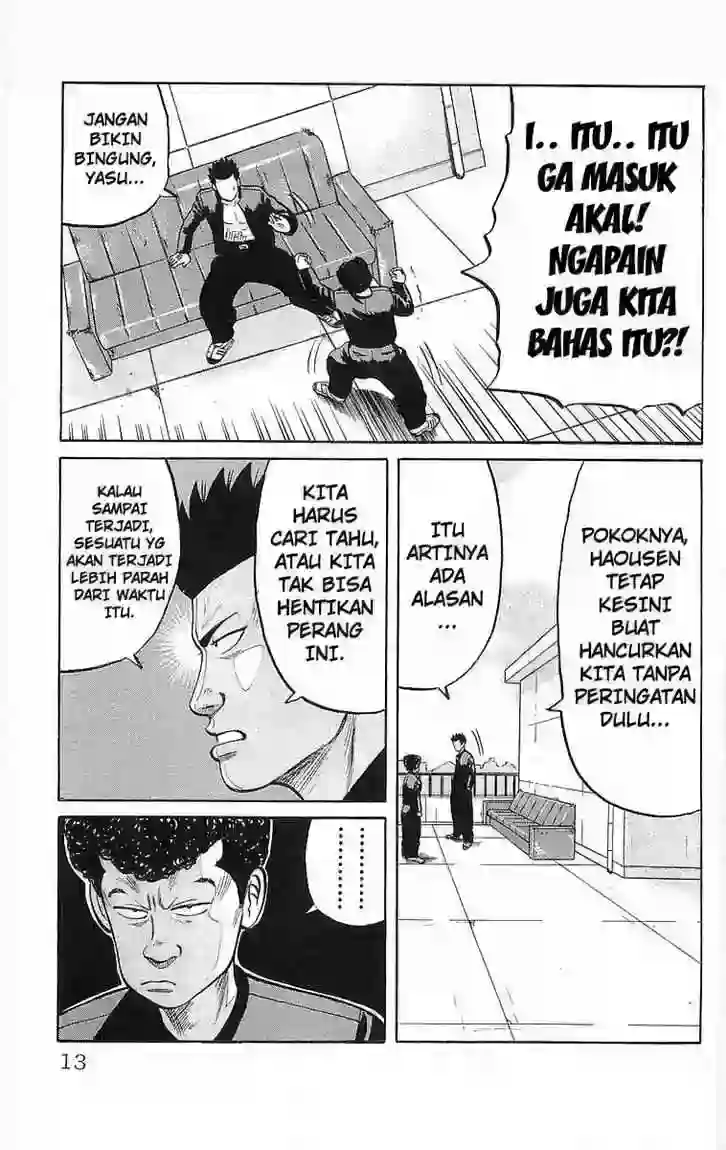 I.. ITU.. ITU
GA MASUK
AKAL!
NGAPAIN
JUGA KITA
BAHAS ITU?!
JANGAN
BIKIN
BINGUNG,
YASU...
POKOKNYA,
HAOUSEN
TETAP
KESINI
BUAT
HANCURKAN
KITA TANPA
PERINGATAN
DULU...
ITU
ARTINYA
ADA
ALASAN
...
KITA
HARUS
CARI TAHU,
ATAU KITA
TAK BISA
HENTIKAN
PERANG
INI.
KALAU
SAMPAI
TERJADI,
SESUATU YG
AKAN TERJADI
LEBIH PARAH
DARI WAKTU
ITU.
.........
13